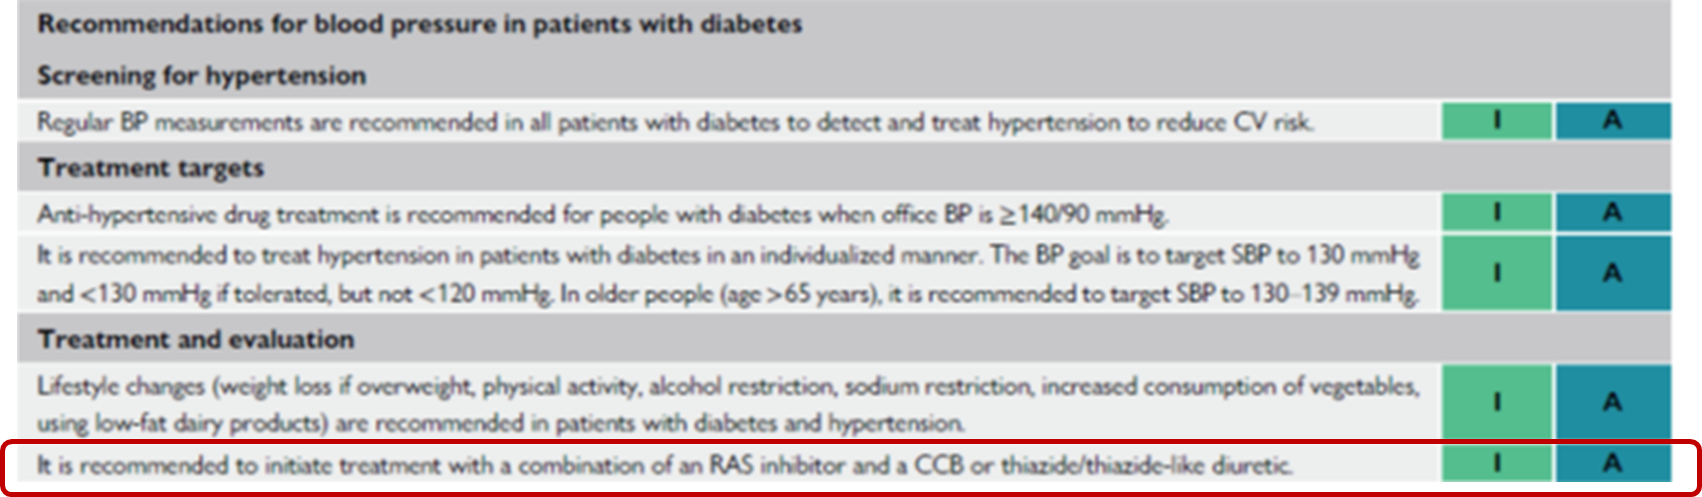 Recommendations for blood pressure in patients with diabetes
Screening for hypertension
Regular BP measurements are recommended in all patients with diabetes to detect and treat hypertension to reduce CV risk. I A
Treatment targets
Anti-hypertensive drug treatment is recommended for people with diabetes when office BP is ≥140/90 mmHg. I A
It is recommended to treat hypertension in patients with diabetes in an individualized manner. The BP goal is to target SBP to 130 mmHg
and <130 mmHg if tolerated, but not <120 mmHg. In older people (age >65 years), it is recommended to target SBP to 130–139 mmHg. I A
Treatment and evaluation
Lifestyle changes (weight loss if overweight, physical activity, alcohol restriction, sodium restriction, increased consumption of vegetables,
using low-fat dairy products) are recommended in patients with diabetes and hypertension. I A
It is recommended to initiate treatment with a combination of an RAS inhibitor and a CCB or thiazide/thiazide-like diuretic. I A